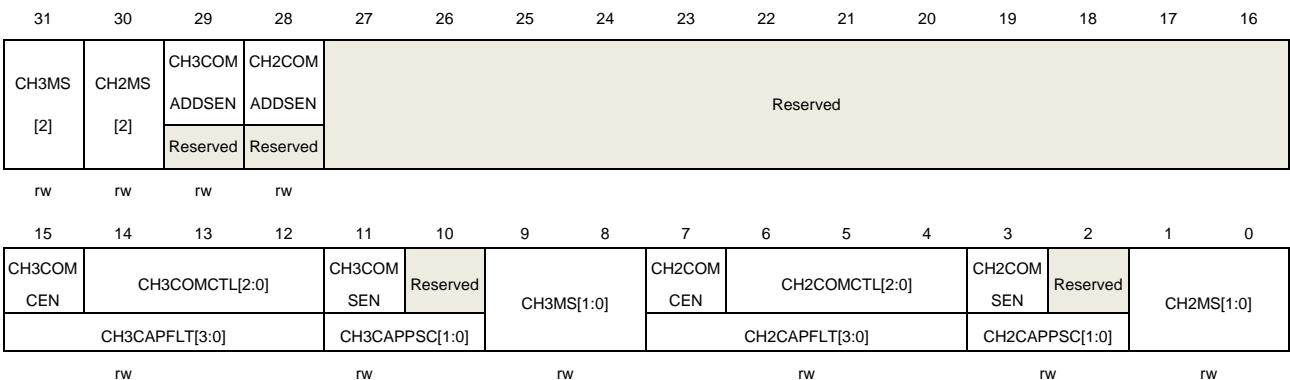 31 30 29 28 27 26 25 24 23 22 21 20 19 18 17 16
CH3MS [2]
CH2MS [2]
CH3COM ADDSEN
CH2COM ADDSEN
Reserved
Reserved
Reserved
rw rw rw rw
15 14 13 12 11 10 9 8 7 6 5 4 3 2 1 0
CH3COM CEN
CH3COMCTL[2:0]
CH3COM SEN
Reserved
CH3MS[1:0]
CH2COM CEN
CH2COMCTL[2:0]
CH2COM SEN
Reserved
CH2MS[1:0]
CH3CAPFLT[3:0]
CH3CAPPSC[1:0]
CH2CAPFLT[3:0]
CH2CAPPSC[1:0]
rw rw rw rw rw rw